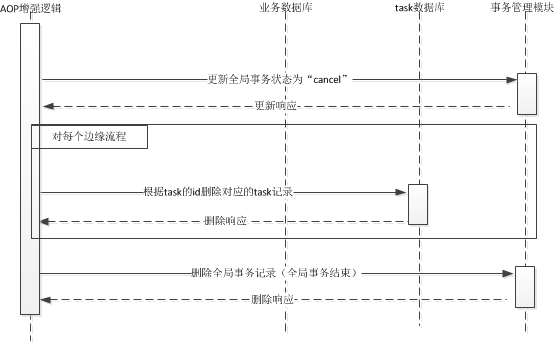 AOP增强逻辑
业务数据库
task数据库
事务管理模块
更新全局事务状态为“cancel”
更新响应
对每个边缘流程
根据task的id删除对应的task记录
删除响应
删除全局事务记录（全局事务结束）
删除响应